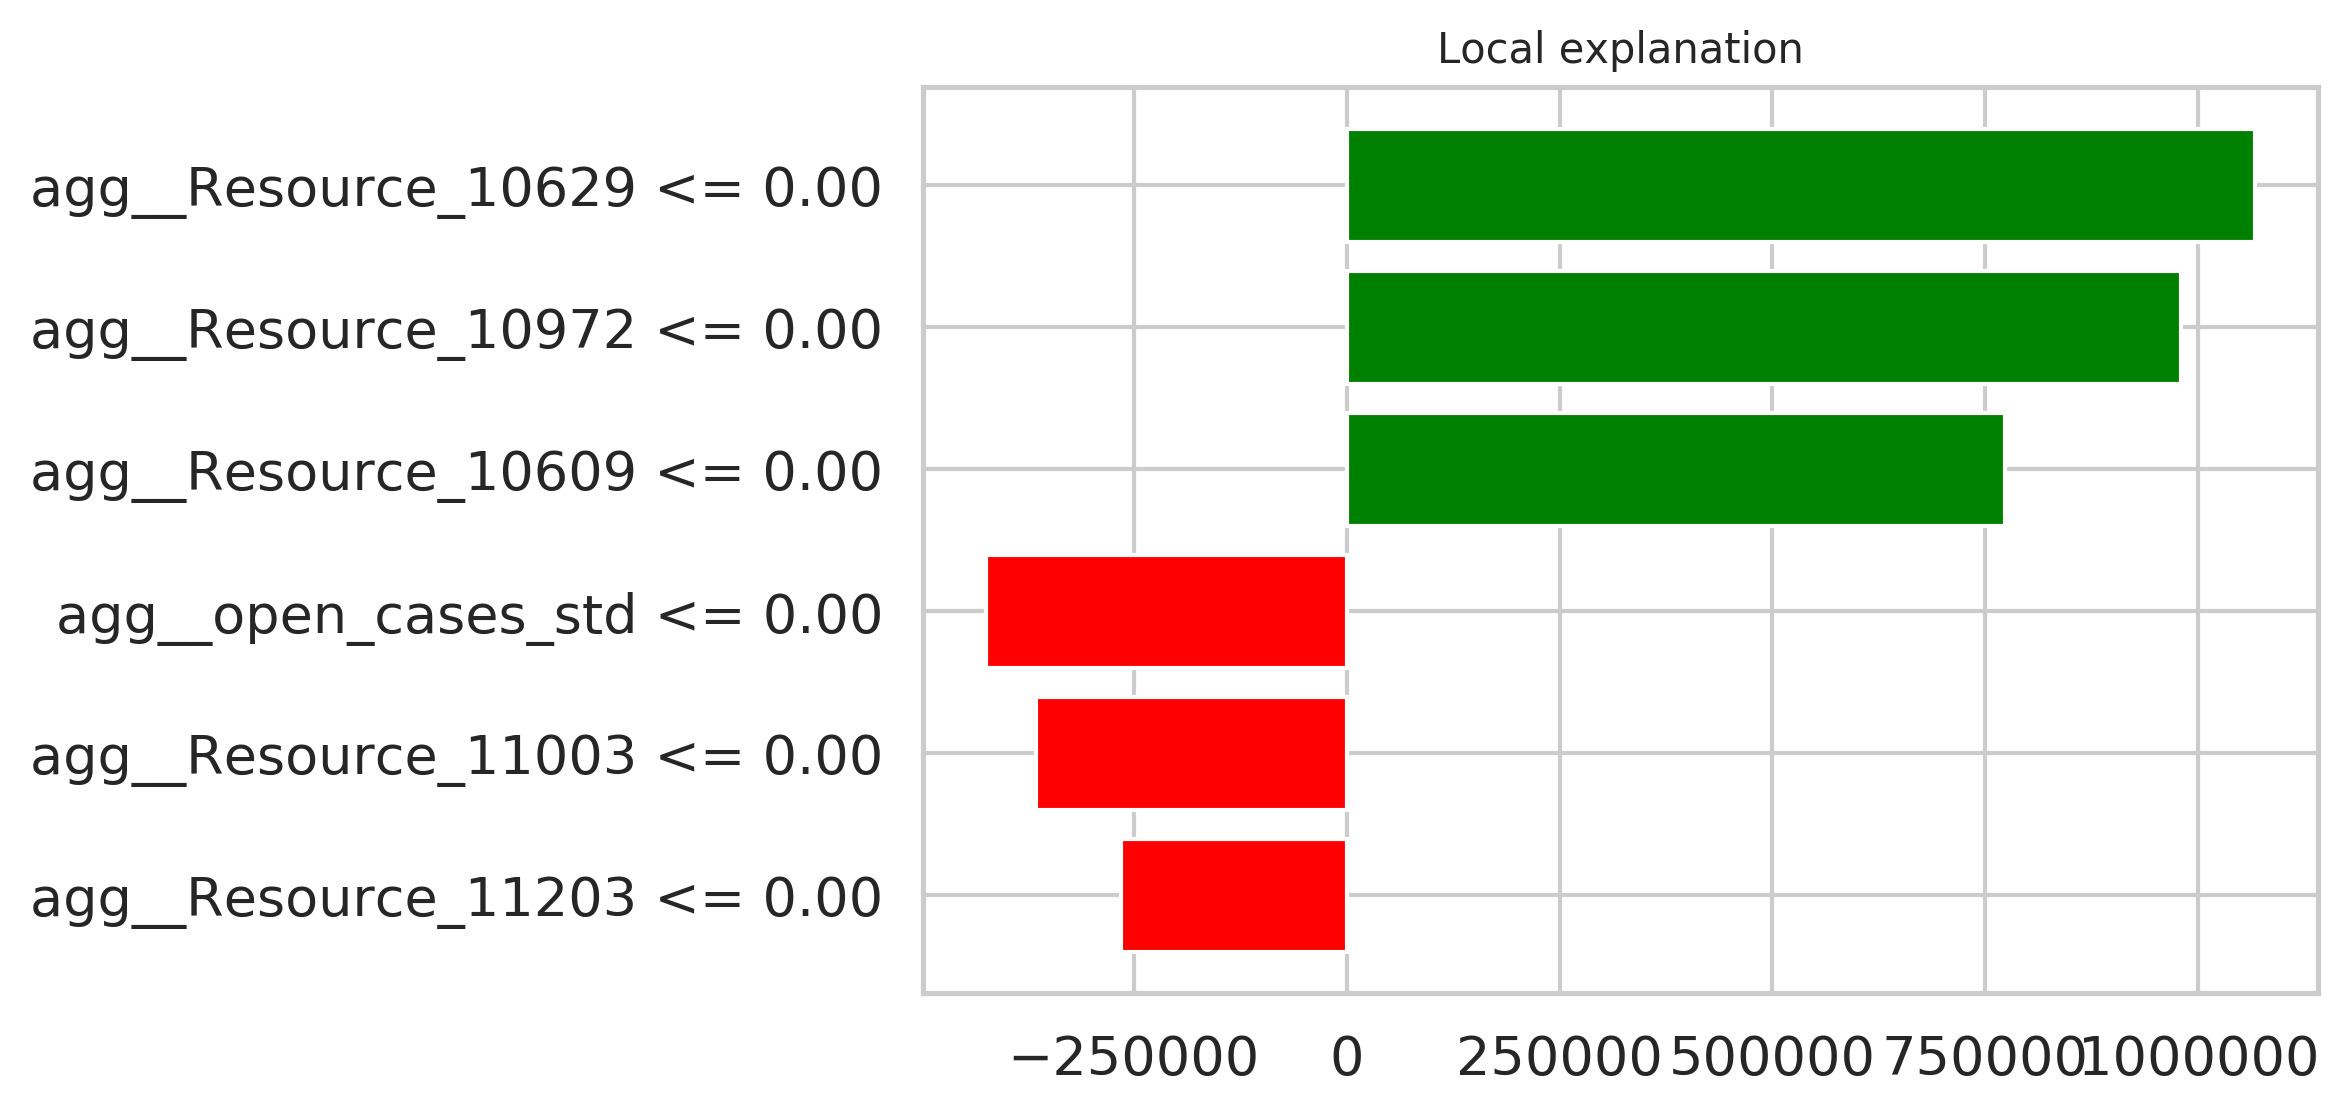 Local explanation
agg__Resource_10629 <= 0.00
agg__Resource_10972 <= 0.00
agg__Resource_10609 <= 0.00
agg__open_cases_std <= 0.00
agg__Resource_11003 <= 0.00
agg__Resource_11203 <= 0.00
−250000 0 250000 500000 750000 1000000